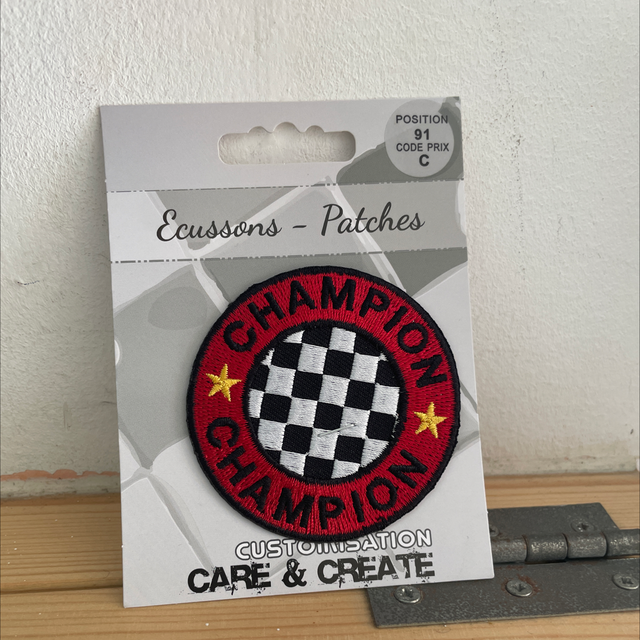 POSITION
91
CODE PRIX
C
Ecussons - Patches
CHAMPION
CHAMPION
CUSTOMISATION
CARE & CREATE